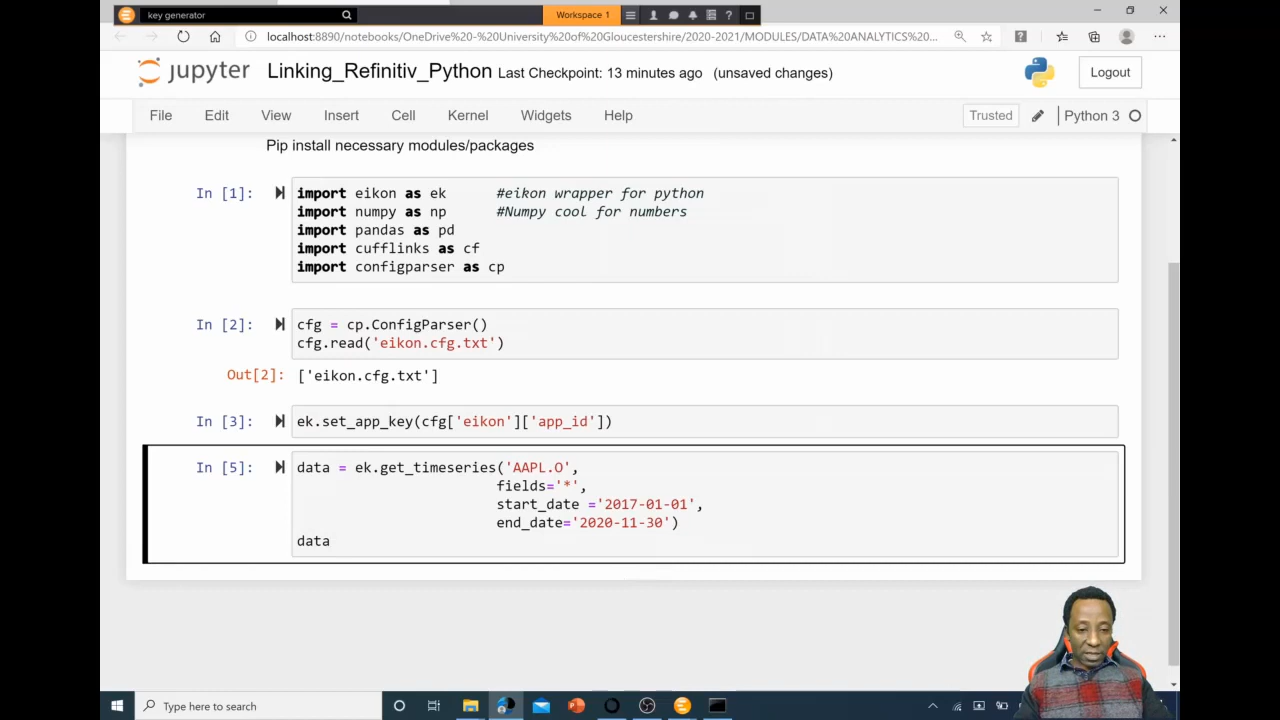 key generator
Workspace 1
localhost:8890/notebooks/OneDrive%20-%20University%20of%20Gloucestershire/2020-2021/MODULES/DATA%20ANALYTICS%20...
jupyter Linking_Refinitiv_Python Last Checkpoint: 13 minutes ago (unsaved changes)
Logout
File Edit View Insert Cell Kernel Widgets Help
Trusted Python 3
Pip install necessary modules/packages
In [1]: import eikon as ek #eikon wrapper for python
import numpy as np #Numpy cool for numbers
import pandas as pd
import cufflinks as cf
import configparser as cp
In [2]: cfg = cp.ConfigParser()
cfg.read('eikon.cfg.txt')
Out[2]: ['eikon.cfg.txt']
In [3]: ek.set_app_key(cfg['eikon']['app_id'])
In [5]: data = ek.get_timeseries('AAPL.O',
fields='*',
start_date ='2017-01-01',
end_date='2020-11-30')
data
Type here to search